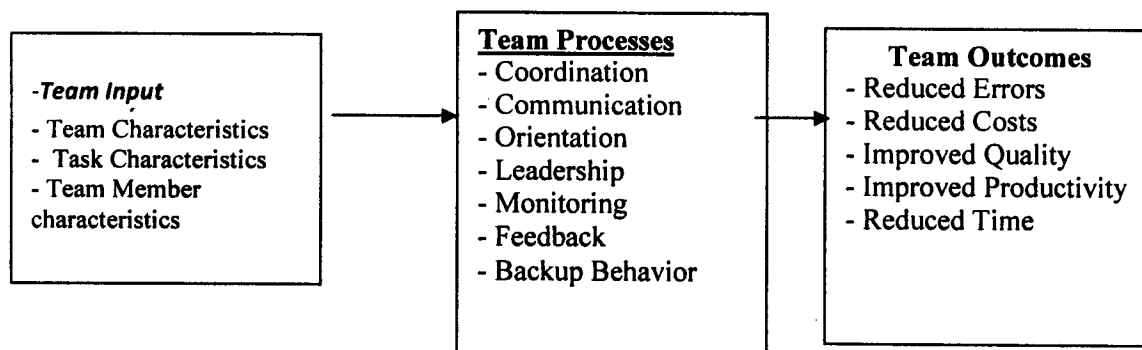 -Team Input
- Team Characteristics
- Task Characteristics
- Team Member
characteristics
Team Processes
- Coordination
- Communication
- Orientation
- Leadership
- Monitoring
- Feedback
- Backup Behavior
Team Outcomes
- Reduced Errors
- Reduced Costs
- Improved Quality
- Improved Productivity
- Reduced Time